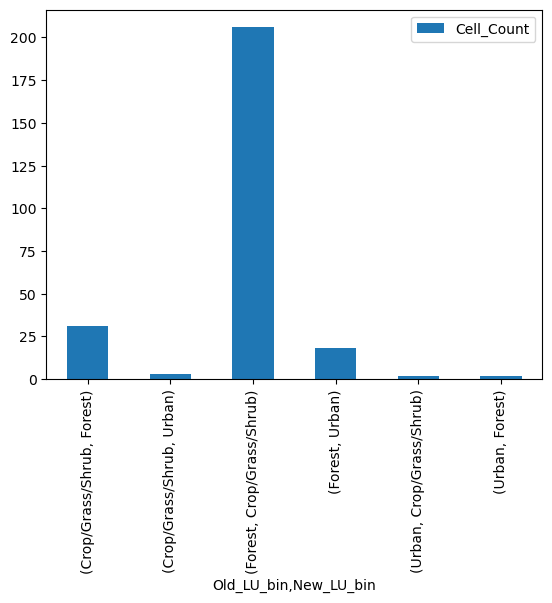 Cell_Count
200
175
150
125
100
75
50
25
0
(Crop/Grass/Shrub, Forest)
(Crop/Grass/Shrub, Urban)
(Forest, Crop/Grass/Shrub)
(Forest, Urban)
(Urban, Crop/Grass/Shrub)
(Urban, Forest)
Old_LU_bin,New_LU_bin